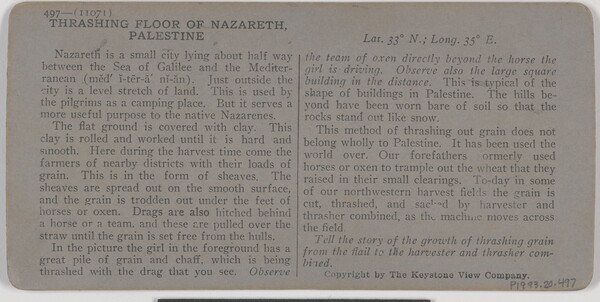 497—(11071)
THRASHING FLOOR OF NAZARETH,
PALESTINE
Nazareth is a small city lying about half way
between the Sea of Galilee and the Mediter-
ranean (mĕd' ĭ-tĕr-ā' nĭ-ăn). Just outside the
city is a level stretch of land. This is used by
the pilgrims as a camping place. But it serves a
more useful purpose to the native Nazarenes.
The flat ground is covered with clay. This
clay is rolled and worked until it is hard and
smooth. Here during the harvest time come the
farmers of nearby districts with their loads of
grain. This is in the form of sheaves. The
sheaves are spread out on the smooth surface,
and the grain is trodden out under the feet of
horses or oxen. Drags are also hitched behind
a horse or a team, and these are pulled over the
straw until the grain is set free from the hulls.
In the picture the girl in the foreground has a
great pile of grain and chaff, which is being
thrashed with the drag that you see. Observe
Lat. 33° N.; Long. 35° E.
the team of oxen directly beyond the horse the
girl is driving. Observe also the large square
building in the distance. This is typical of the
shape of buildings in Palestine. The hills be-
yond have been worn bare of soil so that the
rocks stand out like snow.
This method of thrashing out grain does not
belong wholly to Palestine. It has been used the
world over. Our forefathers ormerly used
horses or oxen to trample out the wheat that they
raised in their small clearings. To-day in some
of our northwestern harvest fields the grain is
cut, thrashed, and sacked by harvester and
thrasher combined, as the machine moves across
the field.
Tell the story of the growth of thrashing grain
from the flail to the harvester and thrasher com-
bined.
Copyright by The Keystone View Company.
P1973.20.497